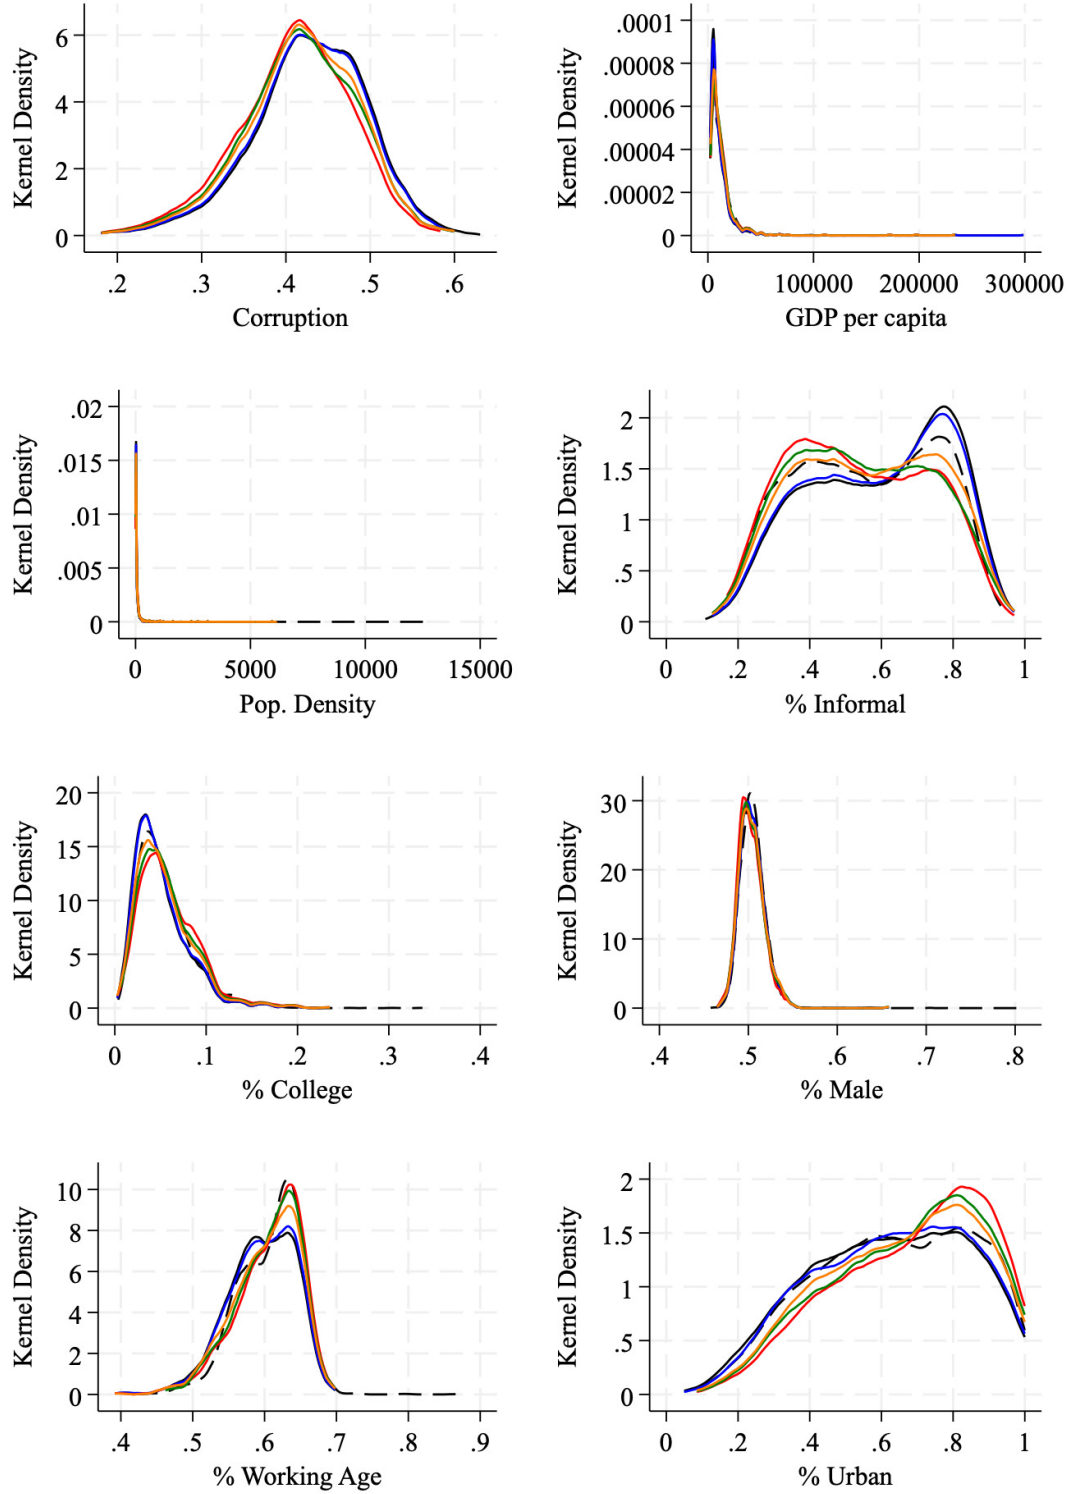 Kernel Density
6
4
2
0
.2 .3 .4 .5 .6
Corruption
Kernel Density
.0001
.00008
.00006
.00004
.00002
0
0 100000 200000 300000
GDP per capita
Kernel Density
.02
.015
.01
.005
0
0 5000 10000 15000
Pop. Density
Kernel Density
2
1.5
1
.5
0
0 .2 .4 .6 .8 1
% Informal
Kernel Density
20
15
10
5
0
0 .1 .2 .3 .4
% College
Kernel Density
30
20
10
0
.4 .5 .6 .7 .8
% Male
Kernel Density
10
8
6
4
2
0
.4 .5 .6 .7 .8 .9
% Working Age
Kernel Density
2
1.5
1
.5
0
0 .2 .4 .6 .8 1
% Urban